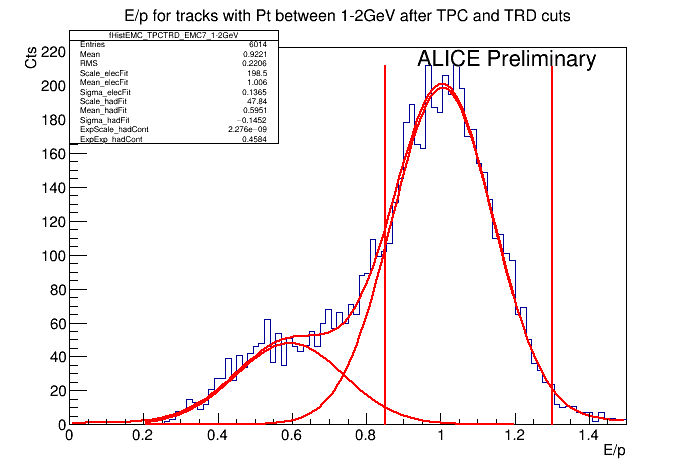 E/p for tracks with Pt between 1-2GeV after TPC and TRD cuts
fHistEMC_TPCTRD_EMC7_1-2GeV
Entries 6014
Mean 0.9221
RMS 0.2206
Scale_elecFit 198.5
Mean_elecFit 1.006
Sigma_elecFit 0.1365
Scale_hadFit 47.84
Mean_hadFit 0.5951
Sigma_hadFit −0.1452
ExpScale_hadCont 2.276e−09
ExpExp_hadCont 0.4584
ALICE Preliminary
Cts
220
200
180
160
140
120
100
80
60
40
20
0
0 0.2 0.4 0.6 0.8 1 1.2 1.4
E/p